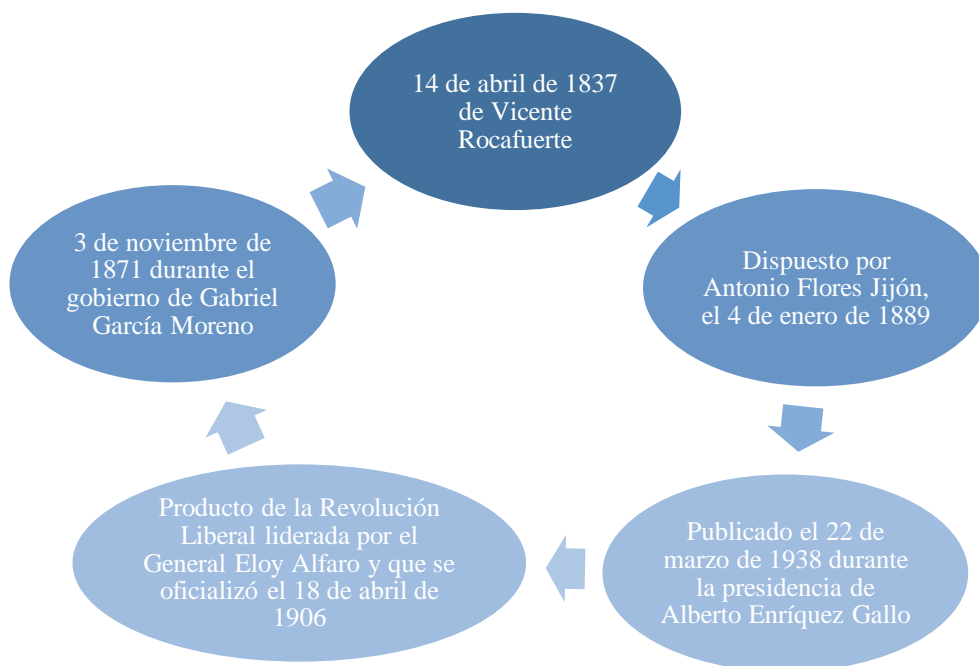 14 de abril de 1837
de Vicente
Rocafuerte
Dispuesto por
Antonio Flores Jijón,
el 4 de enero de 1889
Publicado el 22 de
marzo de 1938 durante
la presidencia de
Alberto Enríquez Gallo
Producto de la Revolución
Liberal liderada por el
General Eloy Alfaro y que se
oficializó el 18 de abril de
1906
3 de noviembre de
1871 durante el
gobierno de Gabriel
García Moreno